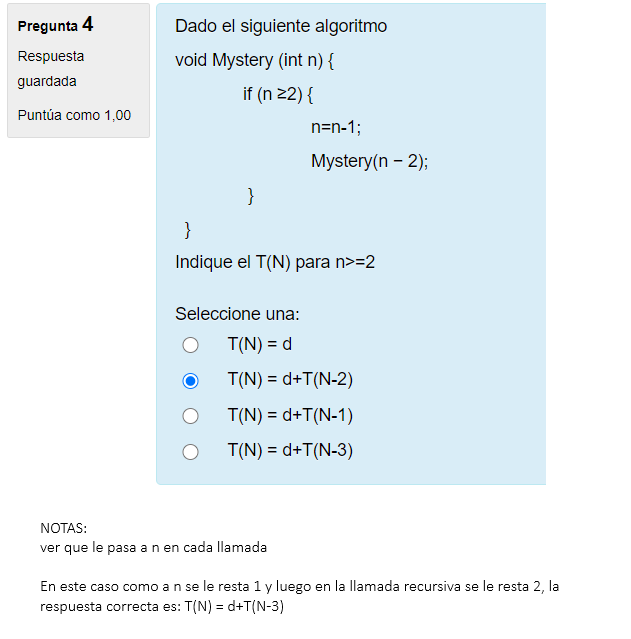 Pregunta 4
Respuesta
guardada
Puntúa como 1,00
Dado el siguiente algoritmo
void Mystery (int n) {
if (n ≥2) {
n=n-1;
Mystery(n − 2);
}
}
Indique el T(N) para n>=2
Seleccione una:
T(N) = d
T(N) = d+T(N-2)
T(N) = d+T(N-1)
T(N) = d+T(N-3)
NOTAS:
ver que le pasa a n en cada llamada
En este caso como a n se le resta 1 y luego en la llamada recursiva se le resta 2, la
respuesta correcta es: T(N) = d+T(N-3)